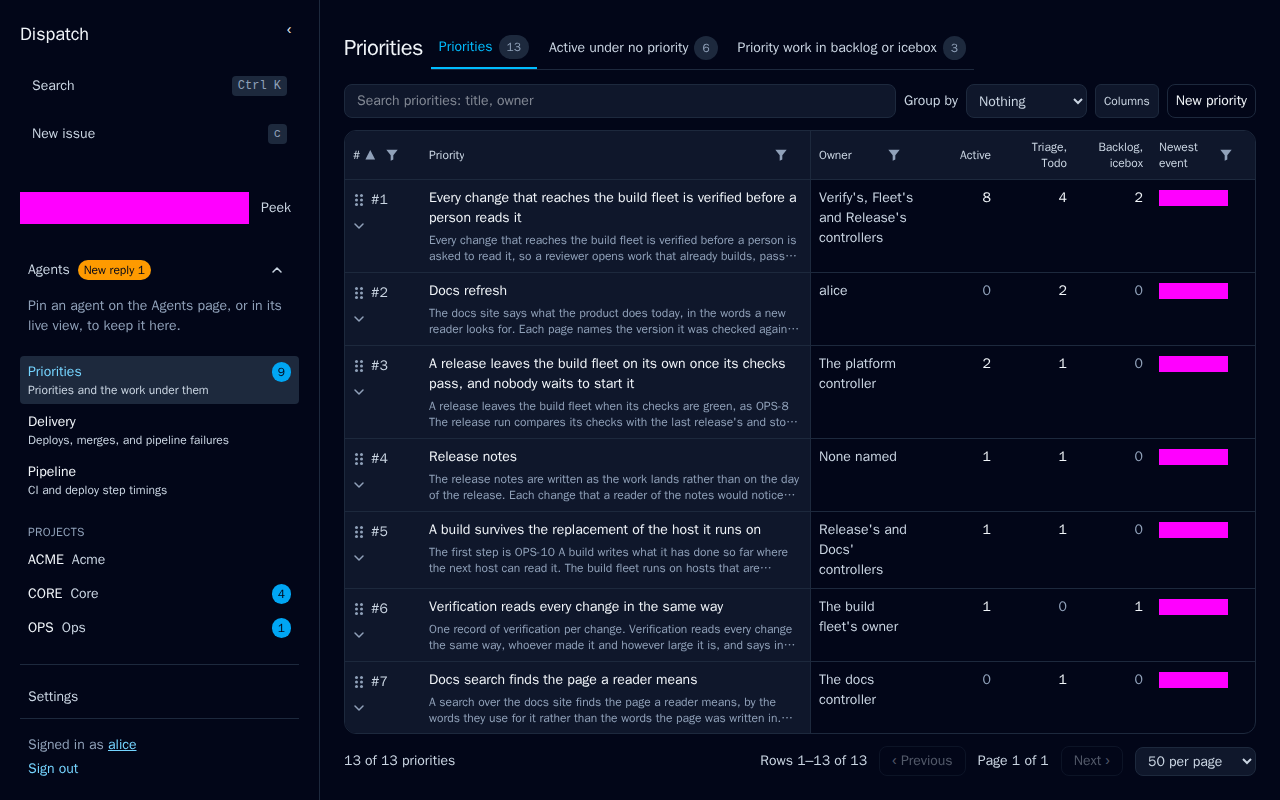 Dispatch
‹
Search
Ctrl K
New issue
C
Peek
Agents
New reply 1
Pin an agent on the Agents page, or in its
live view, to keep it here.
Priorities
9
Priorities and the work under them
Delivery
Deploys, merges, and pipeline failures
Pipeline
CI and deploy step timings
PROJECTS
ACME Acme
CORE Core
4
OPS Ops
1
Settings
Signed in as alice
Sign out
Priorities
Priorities 13
Active under no priority 6
Priority work in backlog or icebox 3
Search priorities: title, owner
Group by
Nothing
Columns
New priority
# ▲
Priority
Owner
Active
Triage,
Todo
Backlog,
icebox
Newest
event
#1
Every change that reaches the build fleet is verified before a
person reads it
Every change that reaches the build fleet is verified before a person is
asked to read it, so a reviewer opens work that already builds, pass…
Verify's, Fleet's
and Release's
controllers
8
4
2
#2
Docs refresh
The docs site says what the product does today, in the words a new
reader looks for. Each page names the version it was checked again…
alice
0
2
0
#3
A release leaves the build fleet on its own once its checks
pass, and nobody waits to start it
A release leaves the build fleet when its checks are green, as OPS-8
The release run compares its checks with the last release's and sto…
The platform
controller
2
1
0
#4
Release notes
The release notes are written as the work lands rather than on the day
of the release. Each change that a reader of the notes would notice…
None named
1
1
0
#5
A build survives the replacement of the host it runs on
The first step is OPS-10 A build writes what it has done so far where
the next host can read it. The build fleet runs on hosts that are…
Release's and
Docs'
controllers
1
1
0
#6
Verification reads every change in the same way
One record of verification per change. Verification reads every change
the same way, whoever made it and however large it is, and says in…
The build
fleet's owner
1
0
1
#7
Docs search finds the page a reader means
A search over the docs site finds the page a reader means, by the
words they use for it rather than the words the page was written in.…
The docs
controller
0
1
0
13 of 13 priorities
Rows 1–13 of 13
‹ Previous
Page 1 of 1
Next ›
50 per page